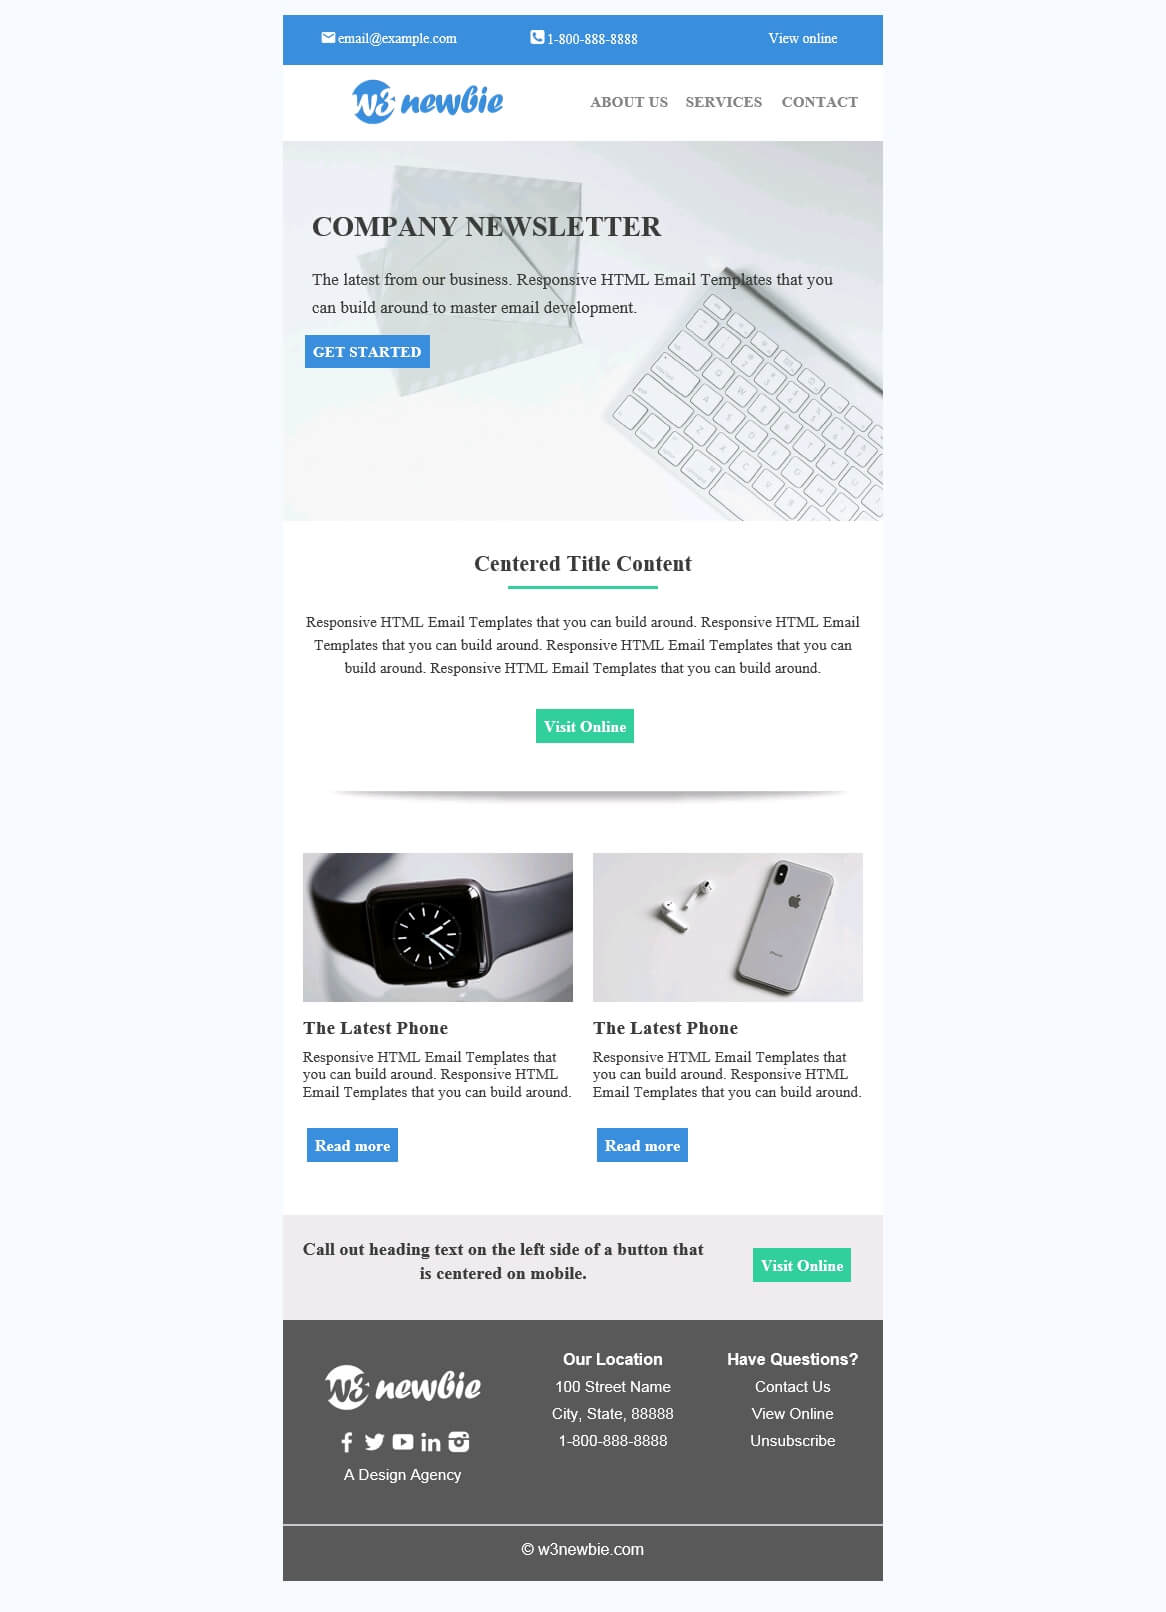 email@example.com
1-800-888-8888
View online
w3 newbie
ABOUT US SERVICES CONTACT
COMPANY NEWSLETTER
The latest from our business. Responsive HTML Email Templates that you
can build around to master email development.
GET STARTED
Centered Title Content
Responsive HTML Email Templates that you can build around. Responsive HTML Email
Templates that you can build around. Responsive HTML Email Templates that you can
build around. Responsive HTML Email Templates that you can build around.
Visit Online
The Latest Phone
Responsive HTML Email Templates that
you can build around. Responsive HTML
Email Templates that you can build around.
Read more
iPhone
The Latest Phone
Responsive HTML Email Templates that
you can build around. Responsive HTML
Email Templates that you can build around.
Read more
Call out heading text on the left side of a button that
is centered on mobile.
Visit Online
w3 newbie
A Design Agency
Our Location
100 Street Name
City, State, 88888
1-800-888-8888
Have Questions?
Contact Us
View Online
Unsubscribe
© w3newbie.com